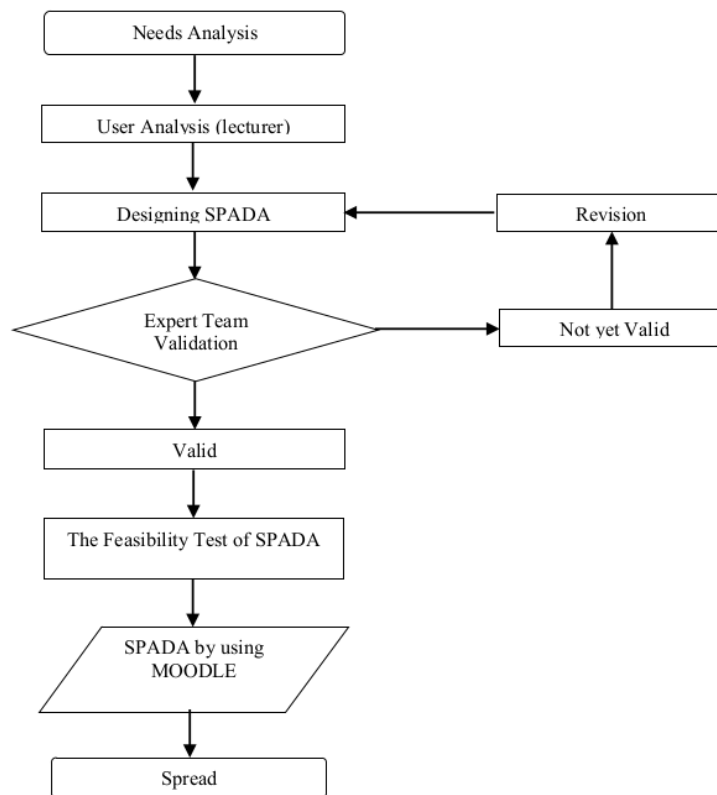 Needs Analysis
User Analysis (lecturer)
Designing SPADA
Revision
Expert Team
Validation
Not yet Valid
Valid
The Feasibility Test of SPADA
SPADA by using
MOODLE
Spread